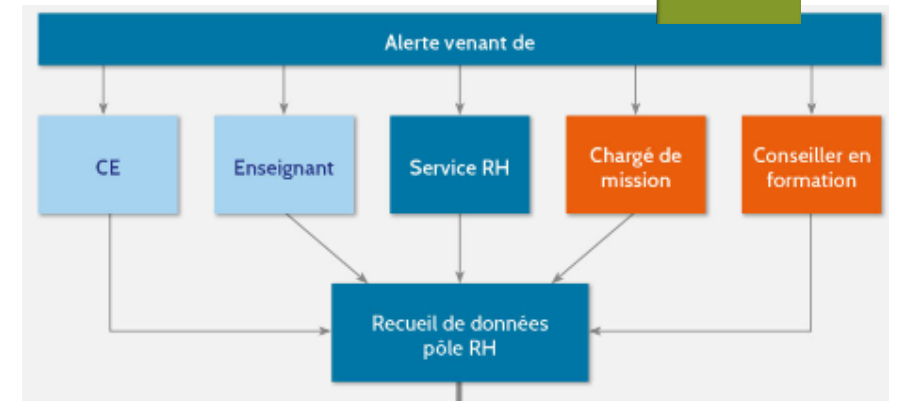 Alerte venant de
CE
Enseignant
Service RH
Chargé de
mission
Conseiller en
formation
Recueil de données
pôle RH